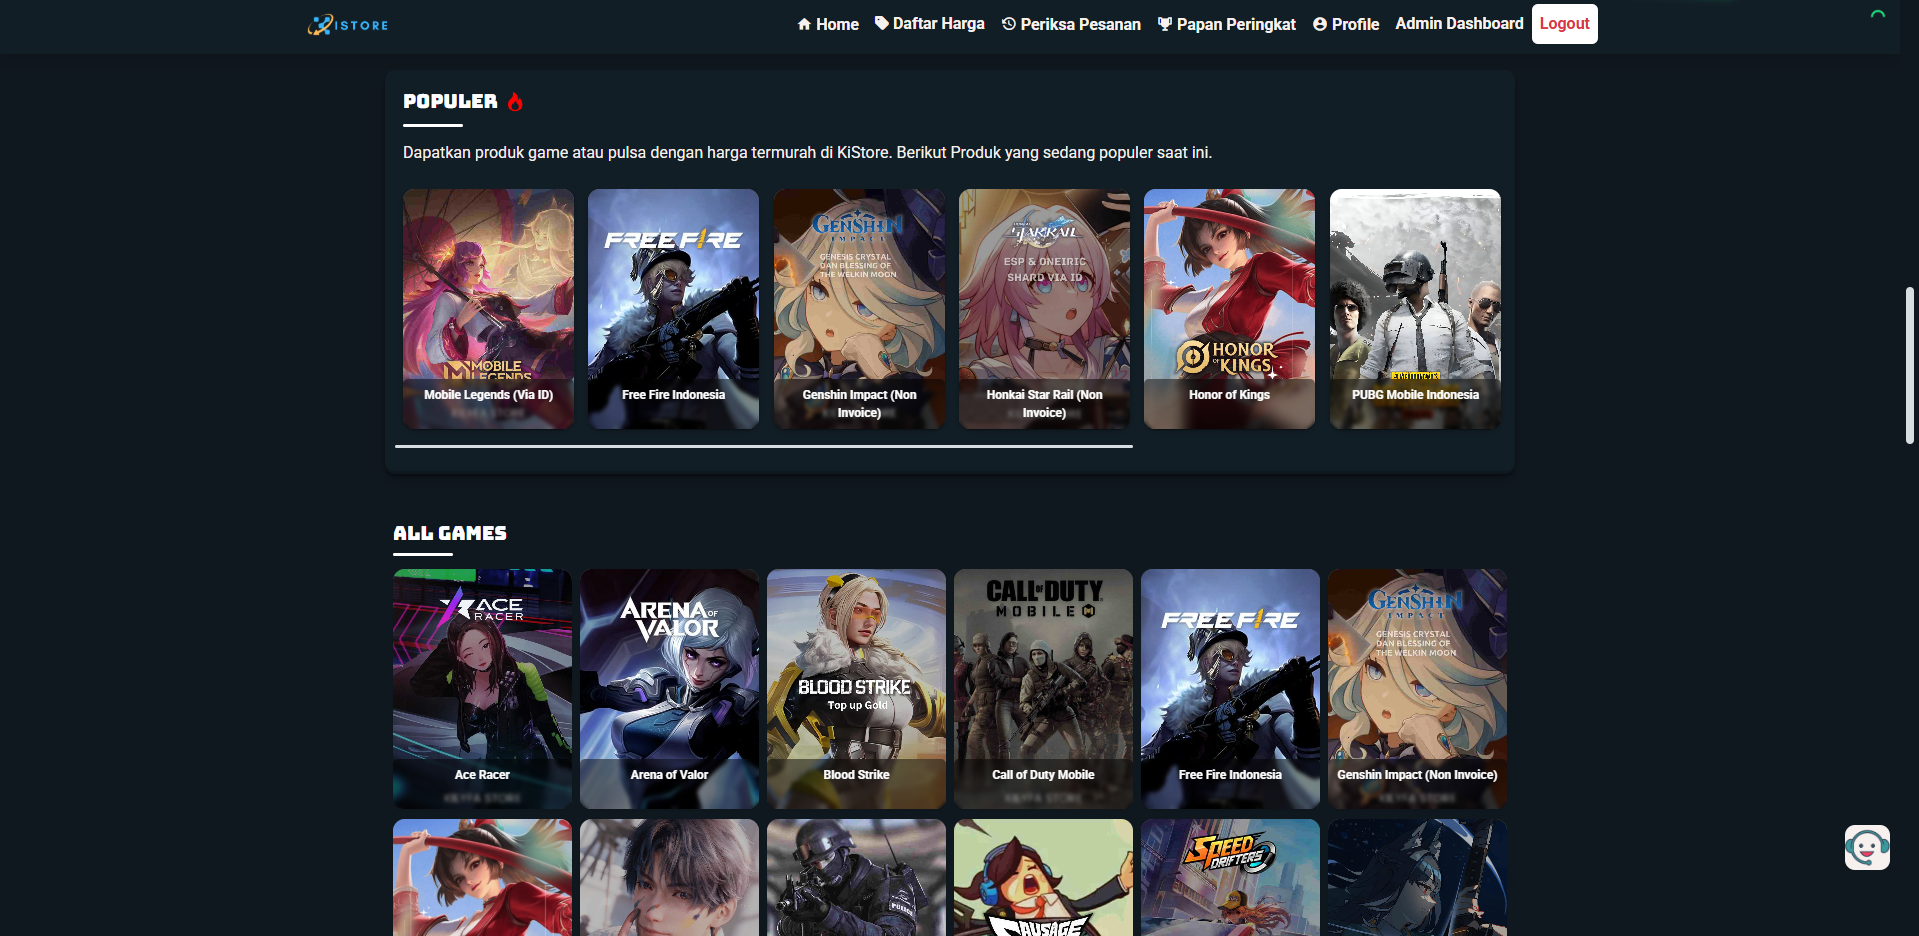 ISTORE
Home
Daftar Harga
Periksa Pesanan
Papan Peringkat
Profile
Admin Dashboard
Logout
POPULER
Dapatkan produk game atau pulsa dengan harga termurah di KiStore. Berikut Produk yang sedang populer saat ini.
MOBILE
LEGENDS
Mobile Legends (Via ID)
FREE FIRE
Free Fire Indonesia
GENSHIN
IMPACT
GENESIS CRYSTAL
DAN BLESSING OF
THE WELKIN MOON
Genshin Impact (Non
Invoice)
STARRAIL
ESP & ONEIRIC
SHARD VIA ID
Honkai Star Rail (Non
Invoice)
HONOR
OF KINGS
Honor of Kings
PUBG Mobile Indonesia
ALL GAMES
ACE
RACER
Ace Racer
ARENA OF
VALOR
Arena of Valor
BLOOD STRIKE
Top up Gold
Blood Strike
CALL OF DUTY
MOBILE
Call of Duty Mobile
FREE FIRE
Free Fire Indonesia
GENSHIN
IMPACT
GENESIS CRYSTAL
DAN BLESSING OF
THE WELKIN MOON
Genshin Impact (Non Invoice)
SAUSAGE
SPEED
DRIFTERS